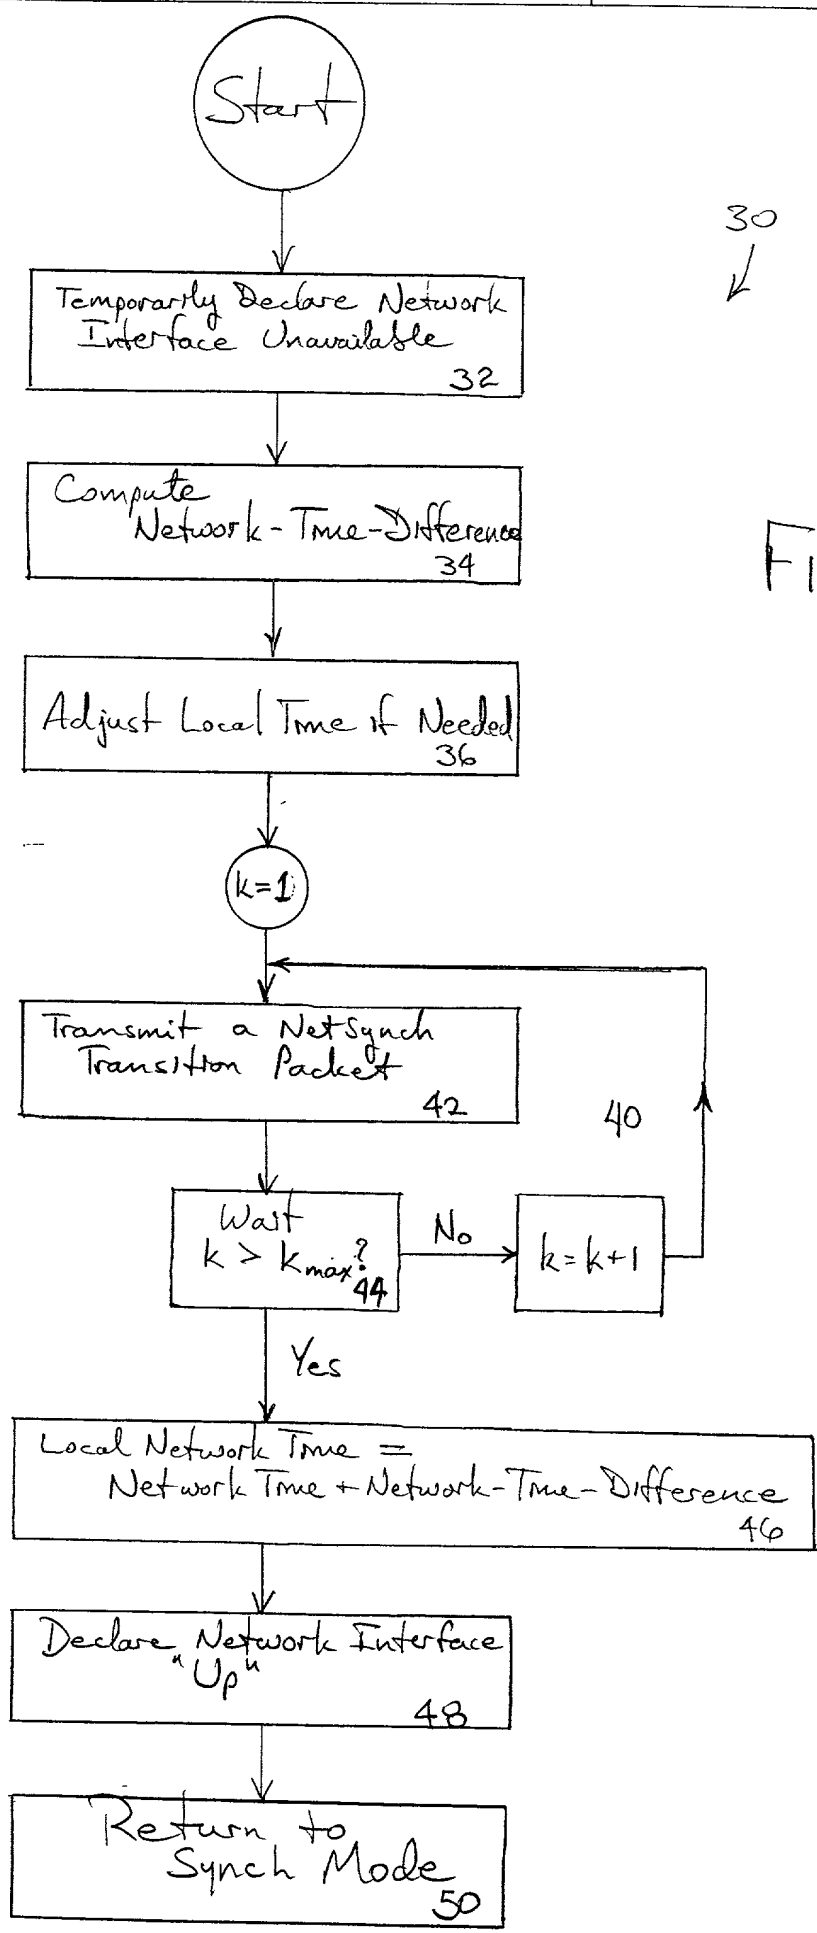 Start
30
Temporarily Declare Network
Interface Unavailable
32
Compute
Network-Time-Difference
34
FI
Adjust Local Time if Needed
36
k=1
Transmit a NetSynch
Transition Packet
42
40
Wait
k > kmax?
44
No
k=k+1
Yes
Local Network Time =
Network Time + Network-Time-Difference
46
Declare Network Interface
"Up"
48
Return to
Synch Mode
50